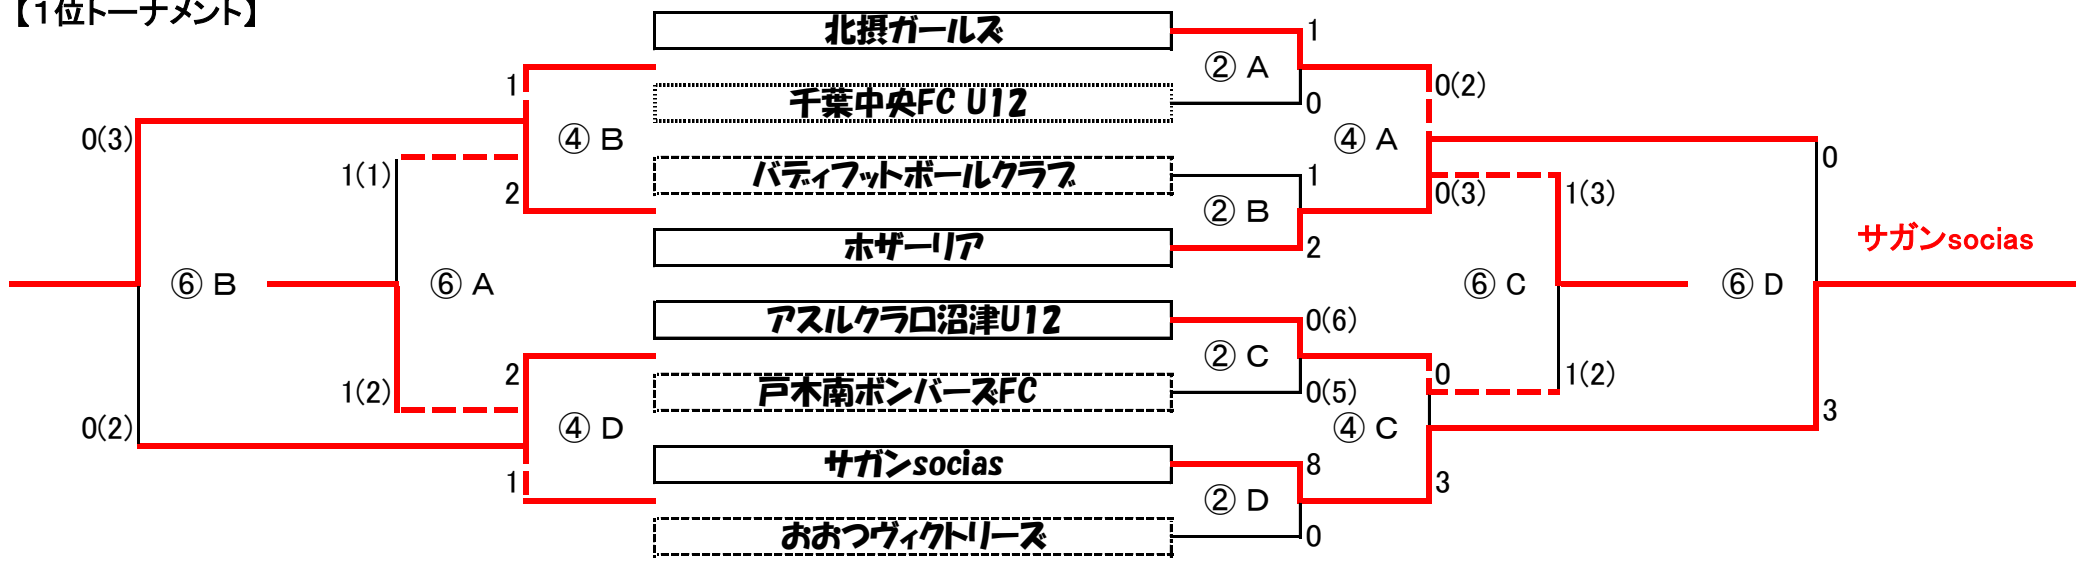 【１位トーナメント】
北摂ガールズ
1
② A
1
0(2)
千葉中央FC U12
0
0(3)
④ B
④ A
0
1(1)
バディフットボールクラブ
1
2
0(3)
1(3)
② B
ホザーリア
2
サガンsocias
⑥ B
⑥ A
⑥ C
⑥ D
アスルクラロ沼津U12
0(6)
② C
2
0
1(2)
1(2)
戸木南ボンバーズFC
0(5)
3
0(2)
④ D
④ C
サガンsocias
8
1
3
② D
おおつヴィクトリーズ
0